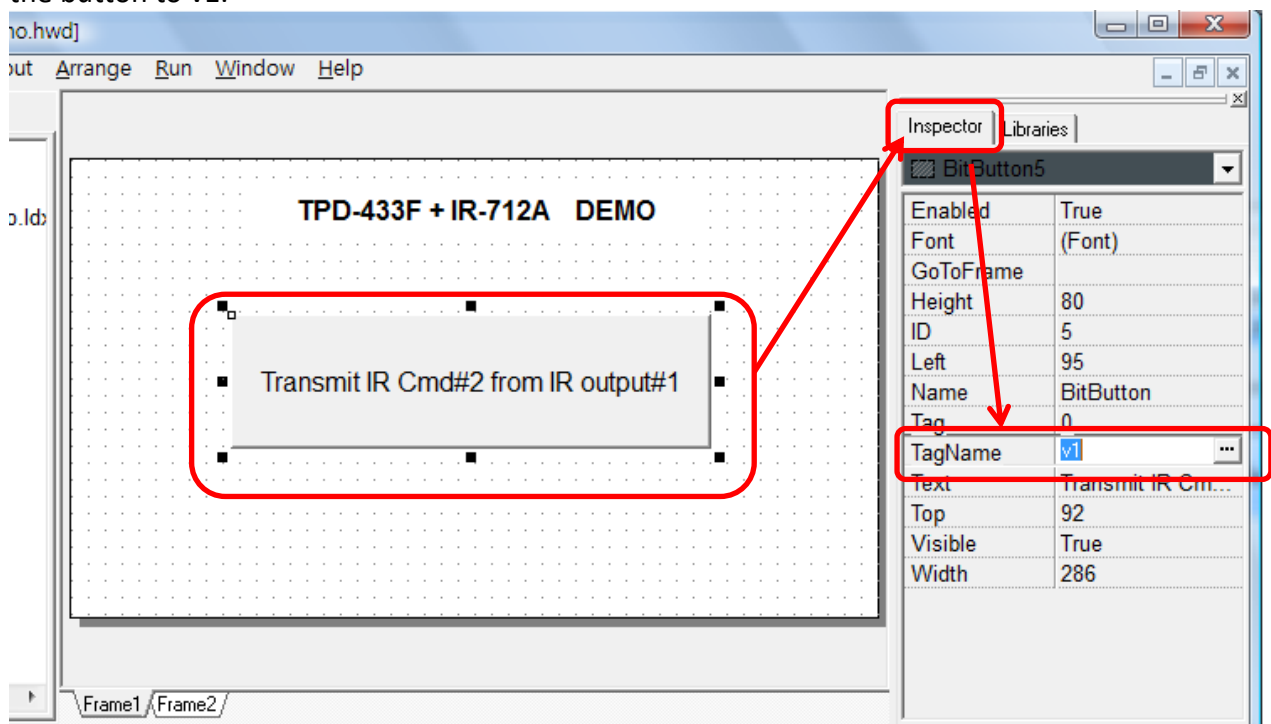 the button to v1.
no.hwd]
out Arrange Run Window Help
Inspector Libraries
BitButton5
o.ldx
TPD-433F + IR-712A DEMO
Transmit IR Cmd#2 from IR output#1
Enabled True
Font (Font)
GoToFrame
Height 80
ID 5
Left 95
Name BitButton
Tag 0
TagName v1 ...
Text Transmit IR Cm...
Top 92
Visible True
Width 286
Frame1 Frame2